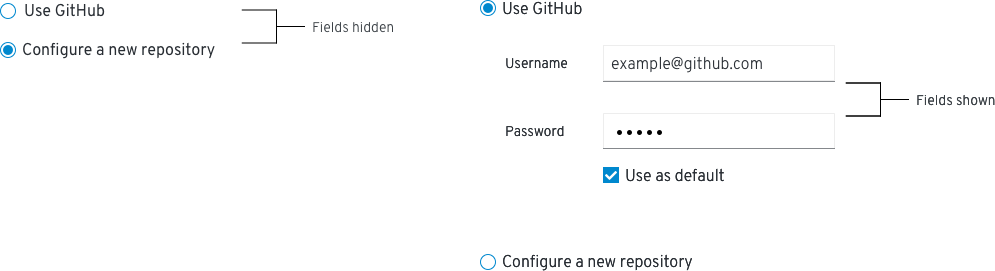 Use GitHub
Fields hidden
Configure a new repository
Use GitHub
Username
example@github.com
Fields shown
Password
•••••
Use as default
Configure a new repository